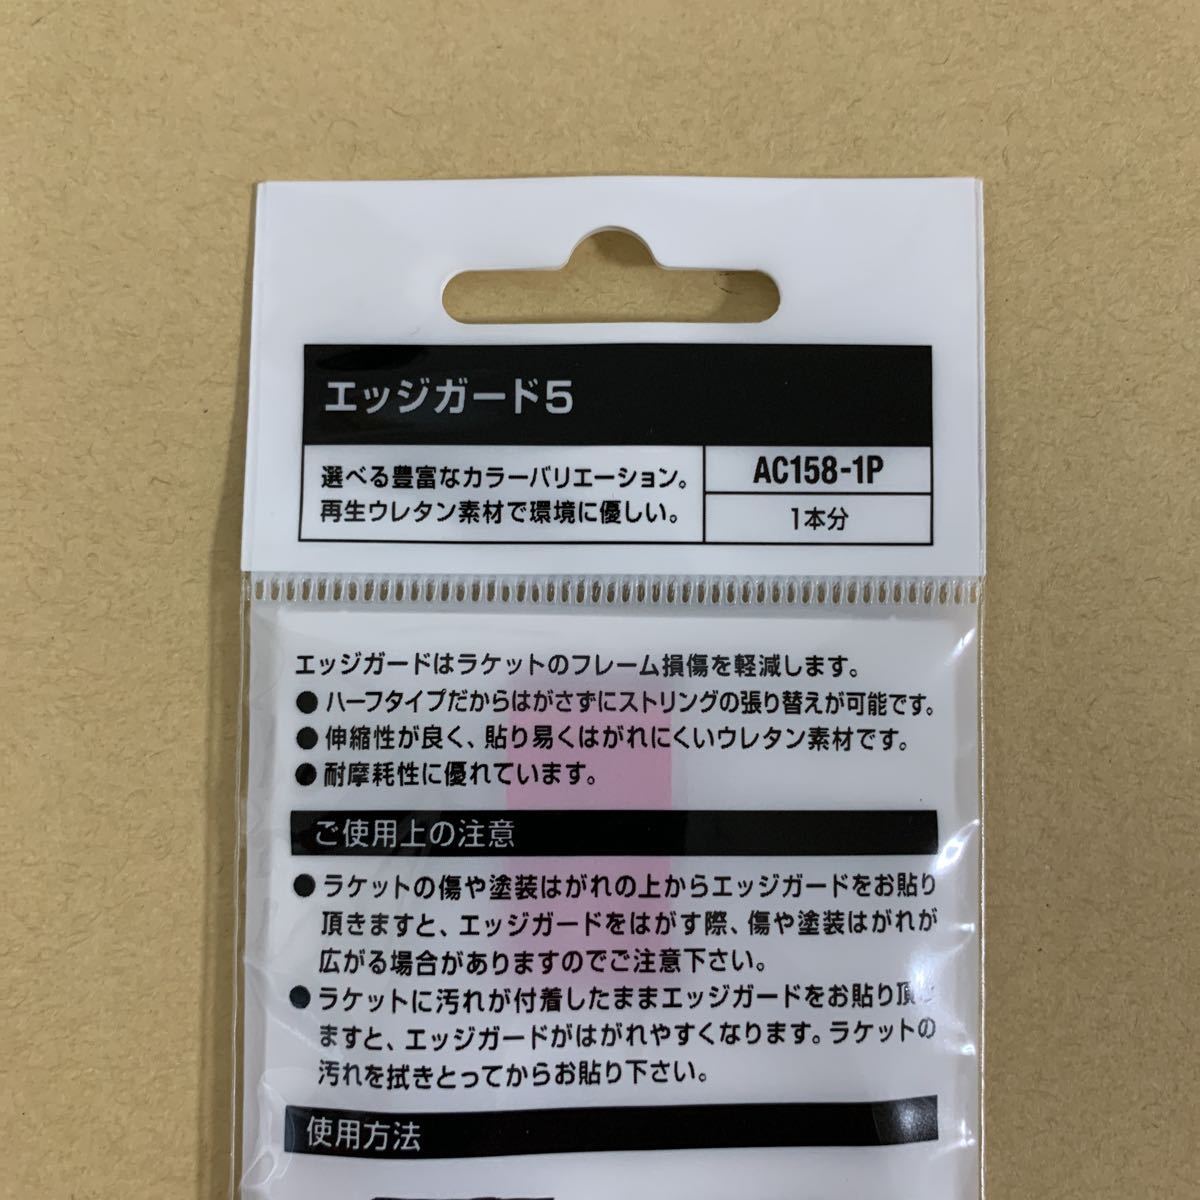 エッジガード5
選べる豊富なカラーバリエーション。
再生ウレタン素材で環境に優しい。
AC158-1P
1本分
エッジガードはラケットのフレーム損傷を軽減します。
●ハーフタイプだからはがさずにストリングの張り替えが可能です。
●伸縮性が良く、貼り易くはがれにくいウレタン素材です。
●耐摩耗性に優れています。
ご使用上の注意
●ラケットの傷や塗装はがれの上からエッジガードをお貼り
頂きますと、エッジガードをはがす際、傷や塗装はがれが
広がる場合がありますのでご注意下さい。
●ラケットに汚れが付着したままエッジガードをお貼り頂き
ますと、エッジガードがはがれやすくなります。ラケットの
汚れを拭きとってからお貼り下さい。
使用方法